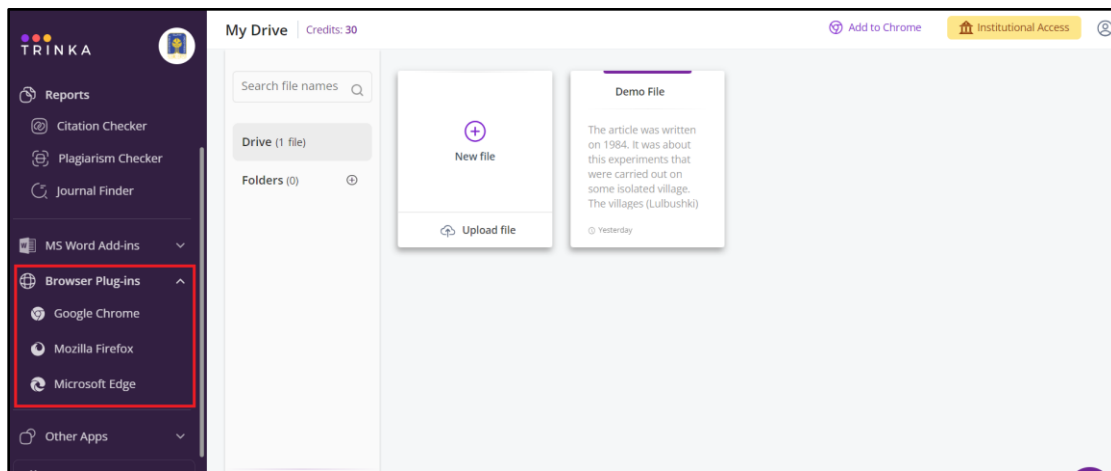 TRINKA
Reports
Citation Checker
Plagiarism Checker
Journal Finder
MS Word Add-ins
Browser Plug-ins
Google Chrome
Mozilla Firefox
Microsoft Edge
Other Apps
My Drive
Credits: 30
Add to Chrome
Institutional Access
Search file names
Drive (1 file)
Folders (0)
New file
Upload file
Demo File
The article was written
on 1984. It was about
this experiments that
were carried out on
some isolated village.
The villages (Lulbushki)
Yesterday